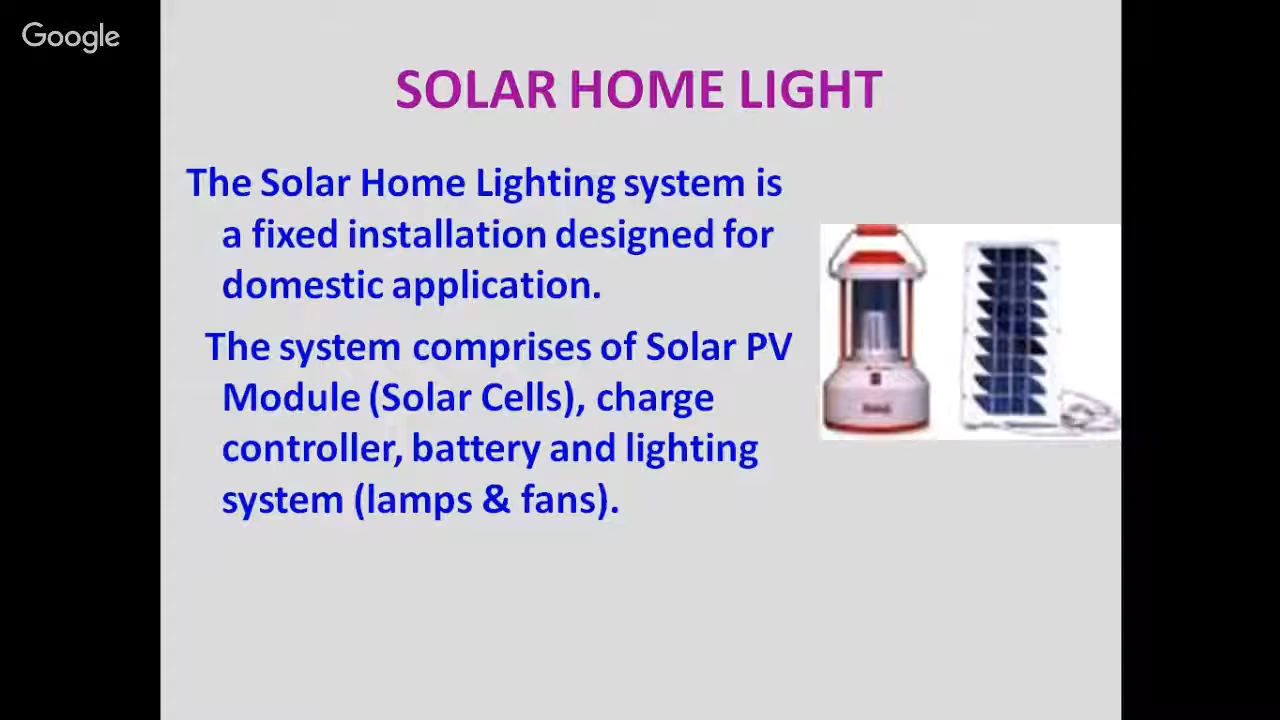 Google
SOLAR HOME LIGHT
The Solar Home Lighting system is
a fixed installation designed for
domestic application.
The system comprises of Solar PV
Module (Solar Cells), charge
controller, battery and lighting
system (lamps & fans).